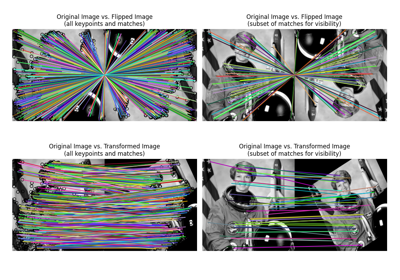 Original Image vs. Flipped Image
(all keypoints and matches)
Original Image vs. Flipped Image
(subset of matches for visibility)
Original Image vs. Transformed Image
(all keypoints and matches)
Original Image vs. Transformed Image
(subset of matches for visibility)